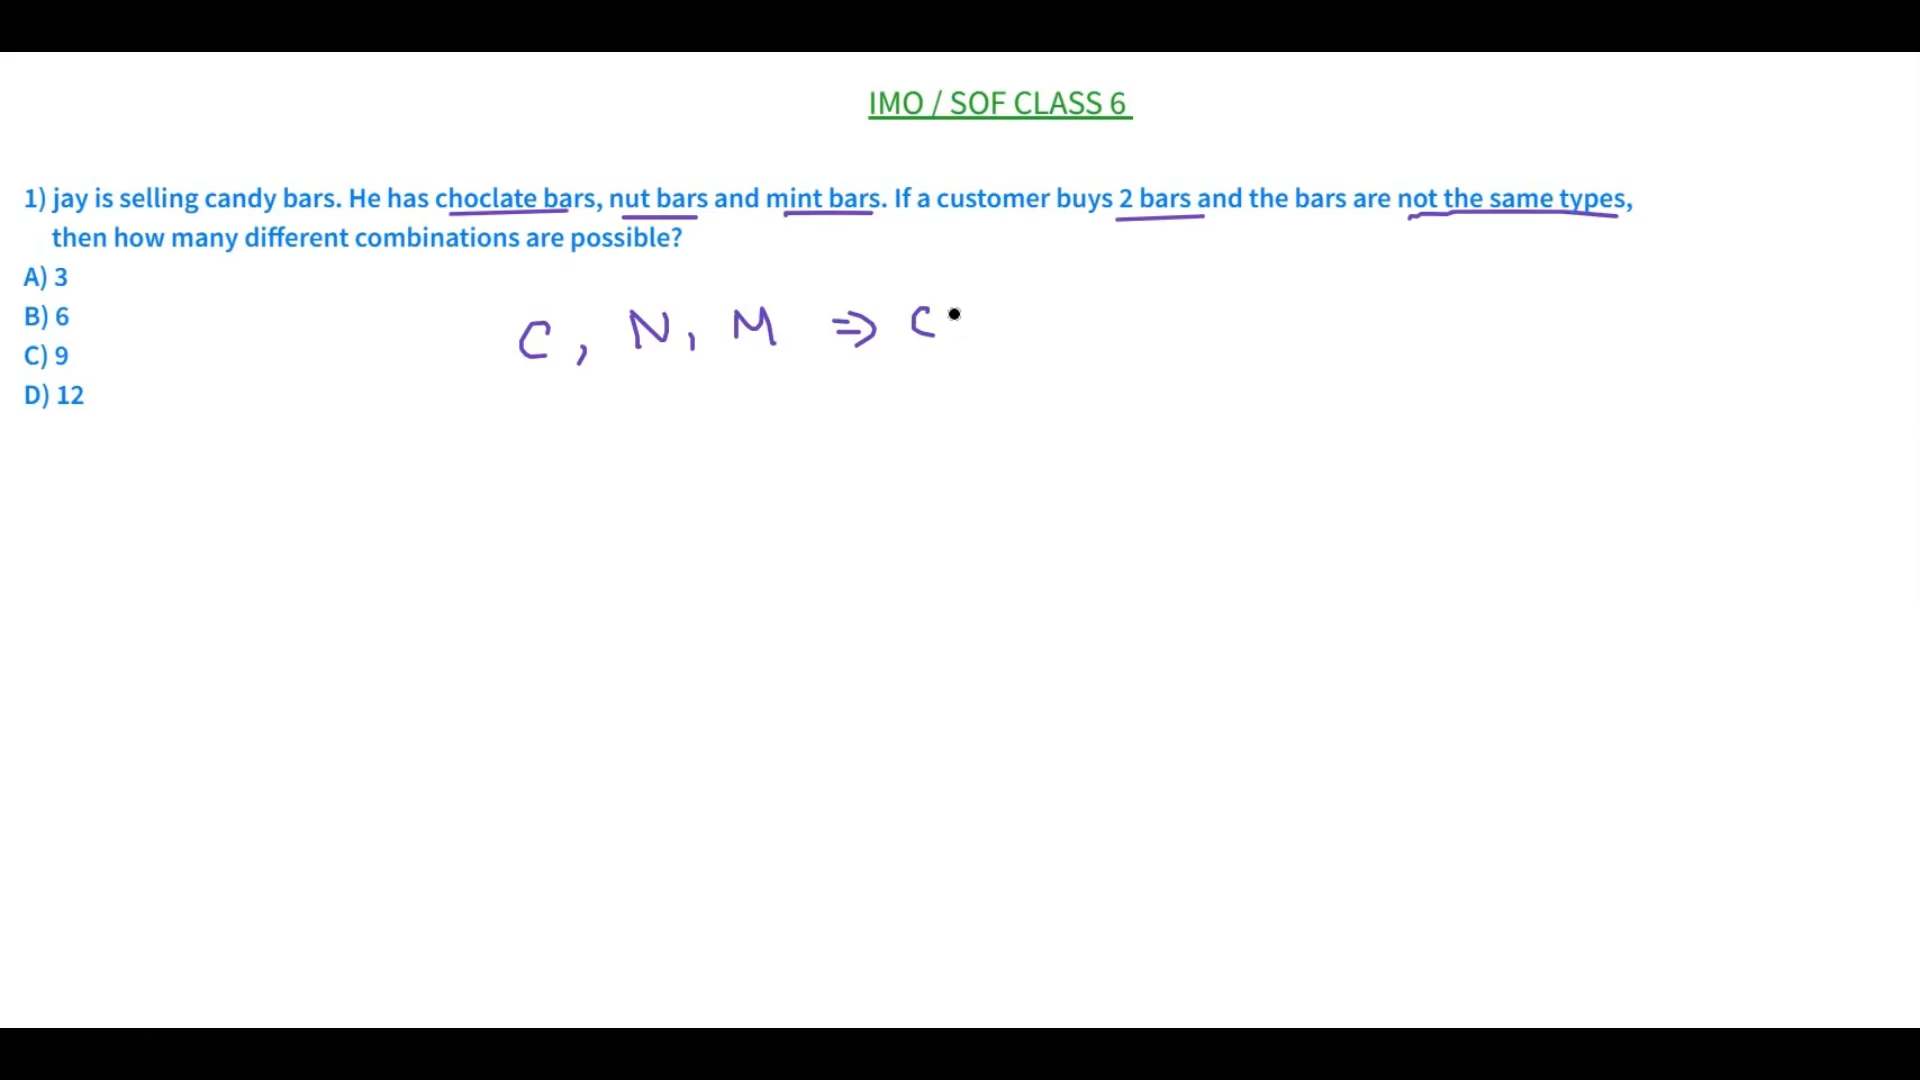 IMO / SOF CLASS 6
1) jay is selling candy bars. He has choclate bars, nut bars and mint bars. If a customer buys 2 bars and the bars are not the same types,
then how many different combinations are possible?
A) 3
B) 6
C) 9
D) 12
C, N, M ⇒ C